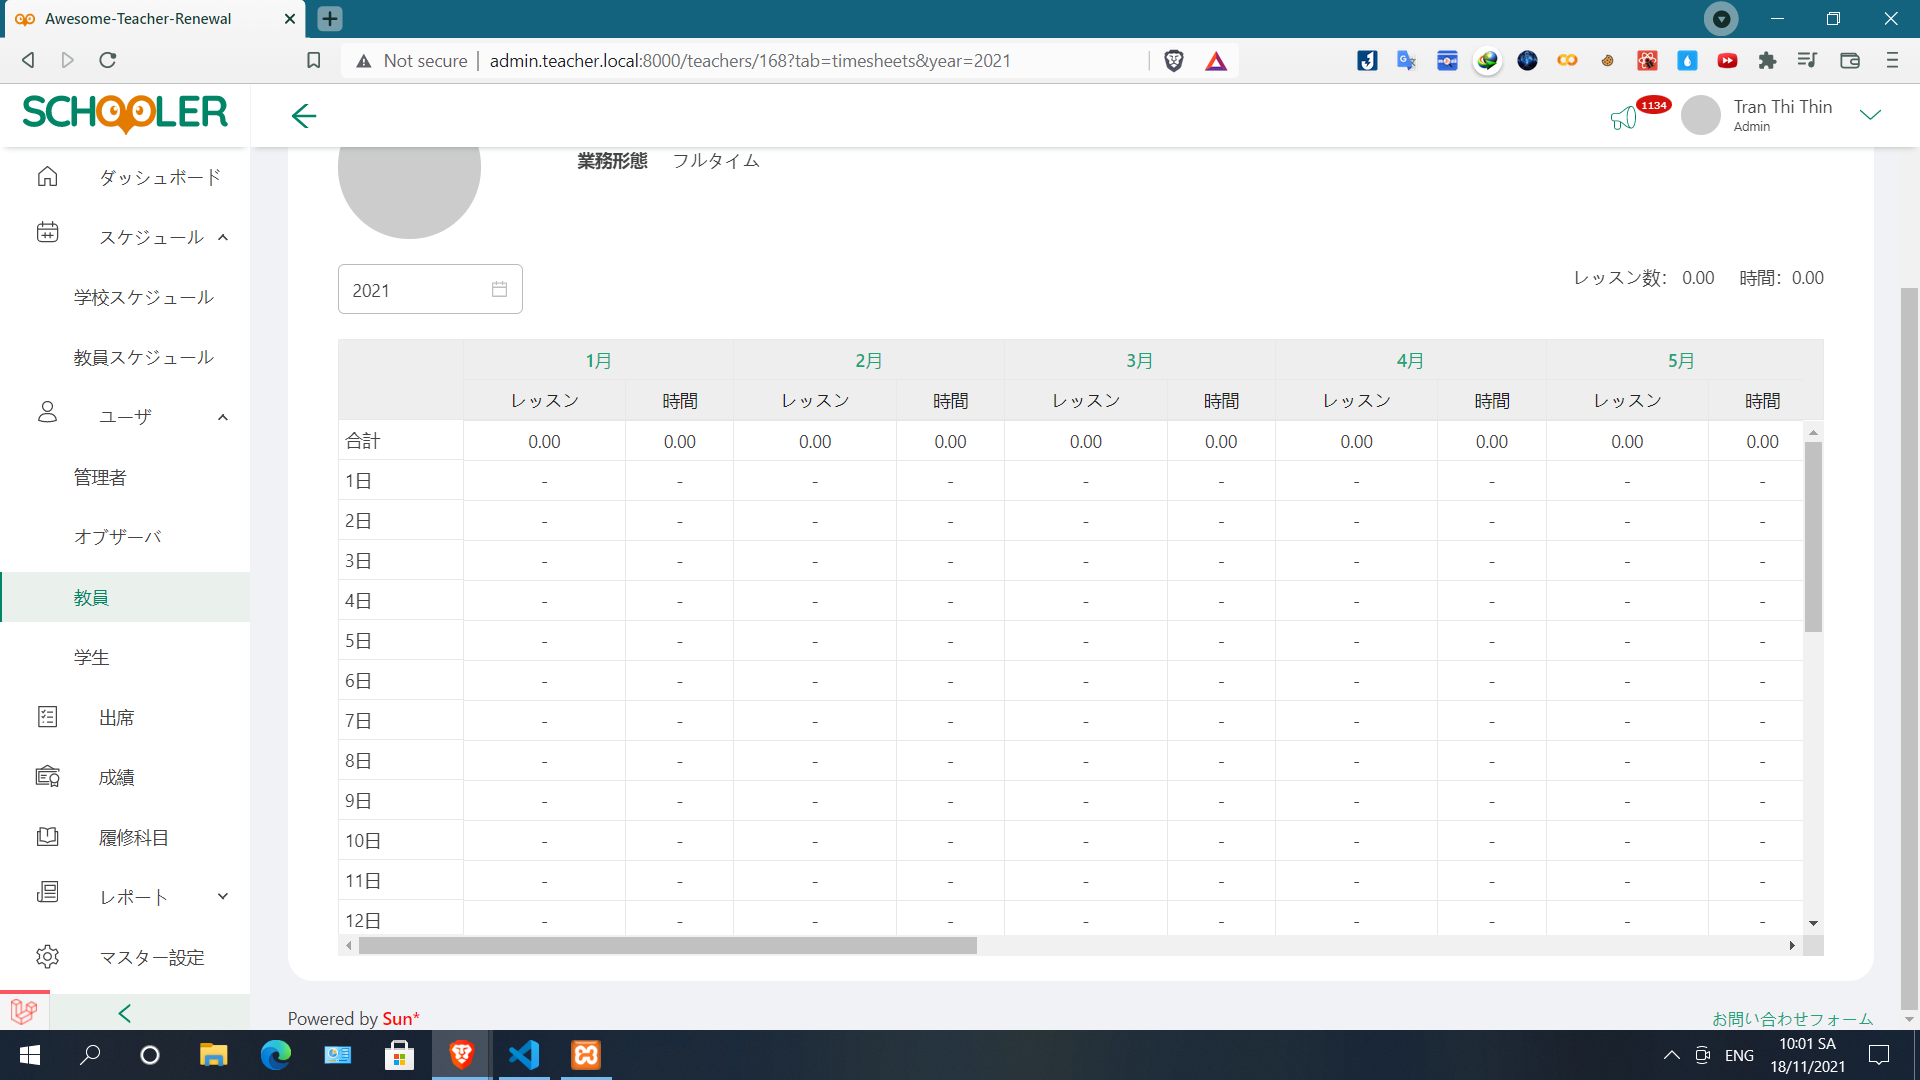 Awesome-Teacher-Renewal
Not secure
admin.teacher.local:8000/teachers/168?tab=timesheets&year=2021
SCHOOLER
1134
Tran Thi Thin
Admin
ダッシュボード
スケジュール
学校スケジュール
教員スケジュール
ユーザ
管理者
オブザーバ
教員
学生
出席
成績
履修科目
レポート
マスター設定
業務形態 フルタイム
2021
レッスン数: 0.00 時間: 0.00
1月 2月 3月 4月 5月
レッスン 時間 レッスン 時間 レッスン 時間 レッスン 時間 レッスン 時間
合計 0.00 0.00 0.00 0.00 0.00 0.00 0.00 0.00 0.00 0.00
1日 - - - - - - - - - -
2日 - - - - - - - - - -
3日 - - - - - - - - - -
4日 - - - - - - - - - -
5日 - - - - - - - - - -
6日 - - - - - - - - - -
7日 - - - - - - - - - -
8日 - - - - - - - - - -
9日 - - - - - - - - - -
10日 - - - - - - - - - -
11日 - - - - - - - - - -
12日 - - - - - - - - - -
Powered by Sun*
お問い合わせフォーム
ENG
10:01 SA
18/11/2021